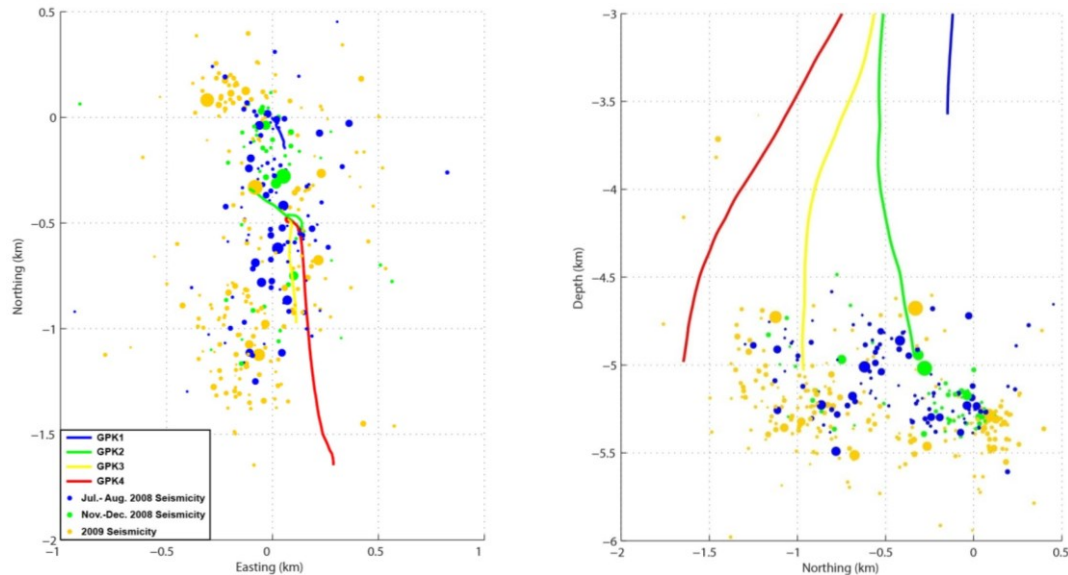 0.5
0
−0.5
−1
−1.5
−2
Northing (km)
−1
−0.5
0
0.5
1
Easting (km)
GPK1
GPK2
GPK3
GPK4
Jul.- Aug. 2008 Seismicity
Nov.-Dec. 2008 Seismicity
2009 Seismicity
−3
−3.5
−4
−4.5
−5
−5.5
−6
Depth (km)
−2
−1.5
−1
−0.5
0
0.5
Northing (km)